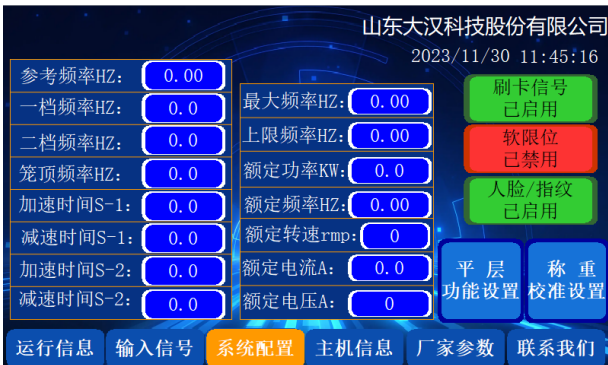 山东大汉科技股份有限公司
2023/11/30 11:45:16
参考频率HZ: 0.00
一档频率HZ: 0.0
二档频率HZ: 0.0
笼顶频率HZ: 0.0
加速时间S-1: 0.0
减速时间S-1: 0.0
加速时间S-2: 0.0
减速时间S-2: 0.0
最大频率HZ: 0.00
上限频率HZ: 0.00
额定功率KW: 0.0
额定频率HZ: 0.00
额定转速rmp: 0
额定电流A: 0.0
额定电压A: 0
刷卡信号
已启用
软限位
已禁用
人脸/指纹
已启用
平 层
功能设置
称 重
校准设置
运行信息 输入信号 系统配置 主机信息 厂家参数 联系我们